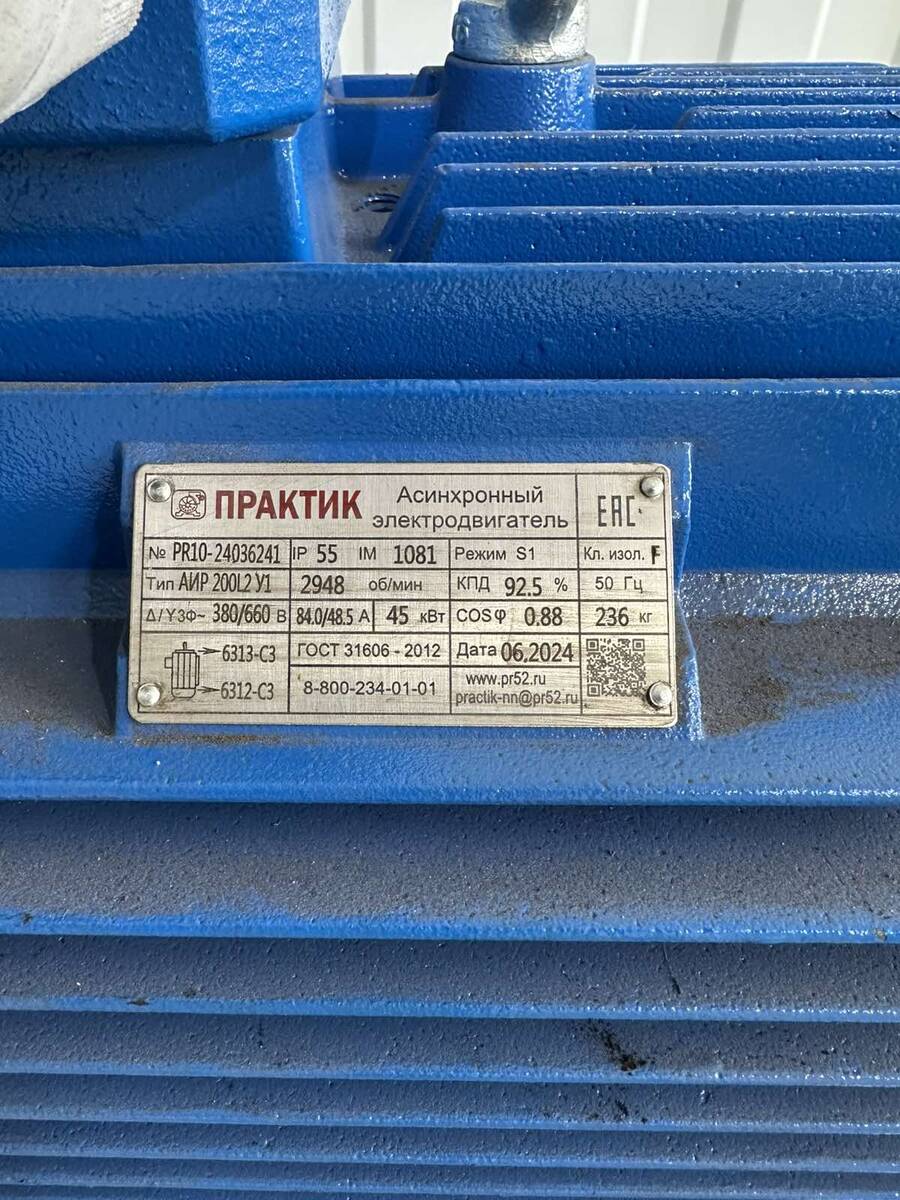 ПРАКТИК Асинхронный электродвигатель EAC
№ PR10-24036241 IP 55 IM 1081 Режим S1 Кл. изол. F
Тип АИР 200L2 У1 2948 об/мин КПД 92.5 % 50 Гц
Δ/Y3Ф~ 380/660 В 84.0/48.5 А 45 кВт COSφ 0.88 236 кг
6313-C3 ГОСТ 31606 - 2012 Дата 06.2024
6312-C3 8-800-234-01-01 www.pr52.ru
practik-nn@pr52.ru